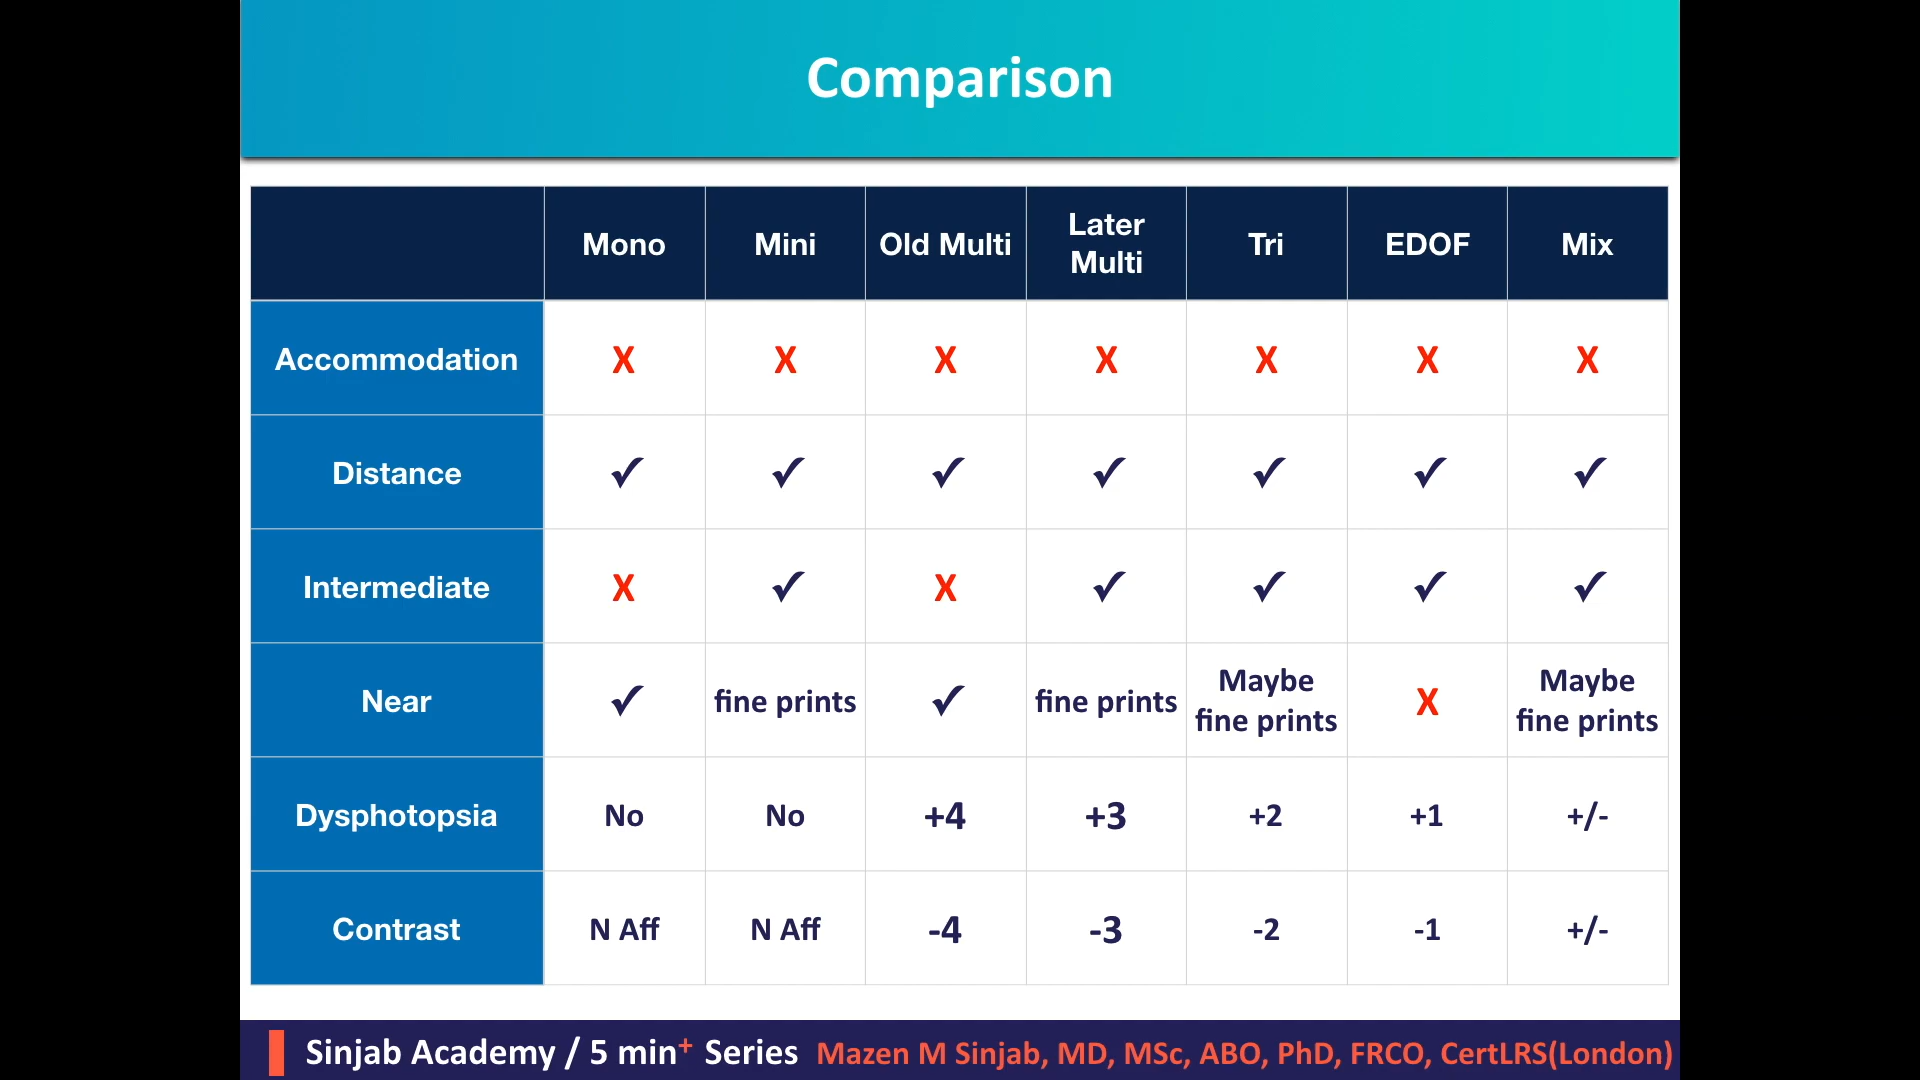 Comparison
Mono Mini Old Multi Later Multi Tri EDOF Mix
Accommodation X X X X X X X
Distance ✓ ✓ ✓ ✓ ✓ ✓ ✓
Intermediate X ✓ X ✓ ✓ ✓ ✓
Near ✓ fine prints ✓ fine prints Maybe fine prints X Maybe fine prints
Dysphotopsia No No +4 +3 +2 +1 +/-
Contrast N Aff N Aff -4 -3 -2 -1 +/-
Sinjab Academy / 5 min+ Series Mazen M Sinjab, MD, MSc, ABO, PhD, FRCO, CertLRS(London)